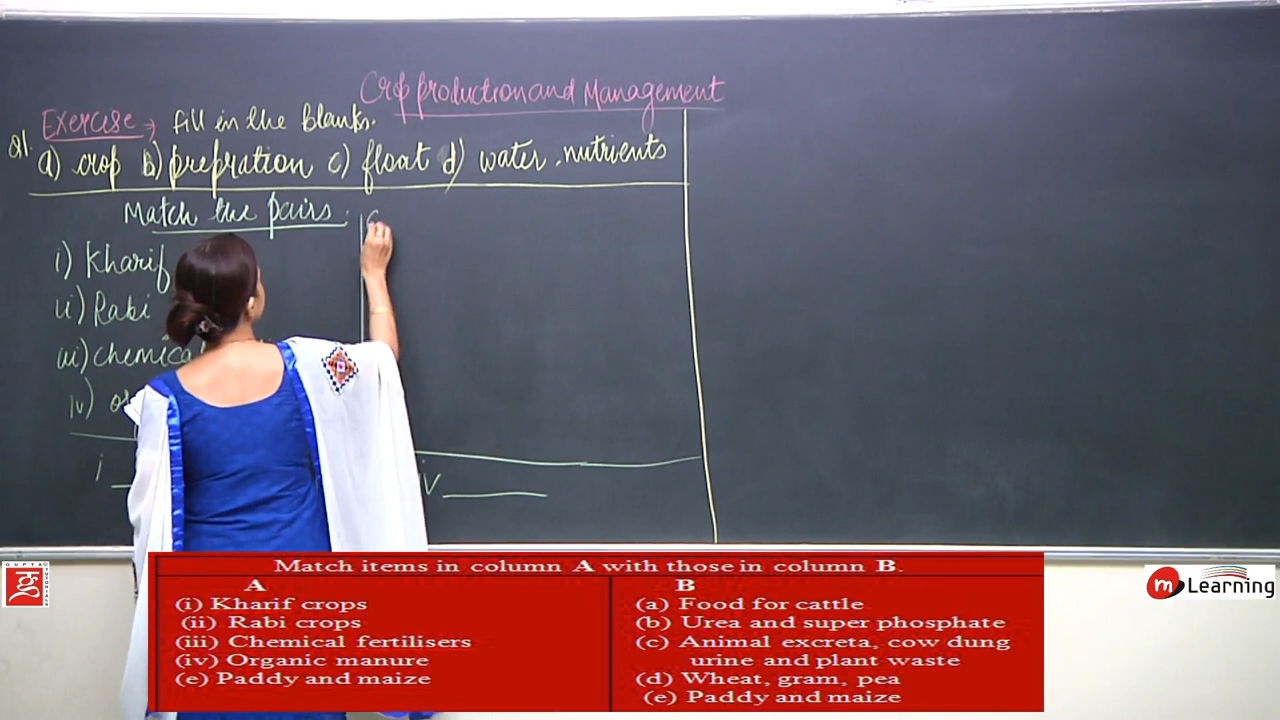 Crop production and Management
Exercise → fill in the blanks.
Q1. a) crop b) prepration c) float d) water, nutrients
Match the pairs.
i) Kharif
ii) Rabi
iii) chemical
iv)
i
iv
Match items in column A with those in column B.
A
(i) Kharif crops
(ii) Rabi crops
(iii) Chemical fertilisers
(iv) Organic manure
(e) Paddy and maize
B
(a) Food for cattle
(b) Urea and super phosphate
(c) Animal excreta, cow dung
urine and plant waste
(d) Wheat, gram, pea
(e) Paddy and maize
GUPTA
TUTORIALS
m Learning